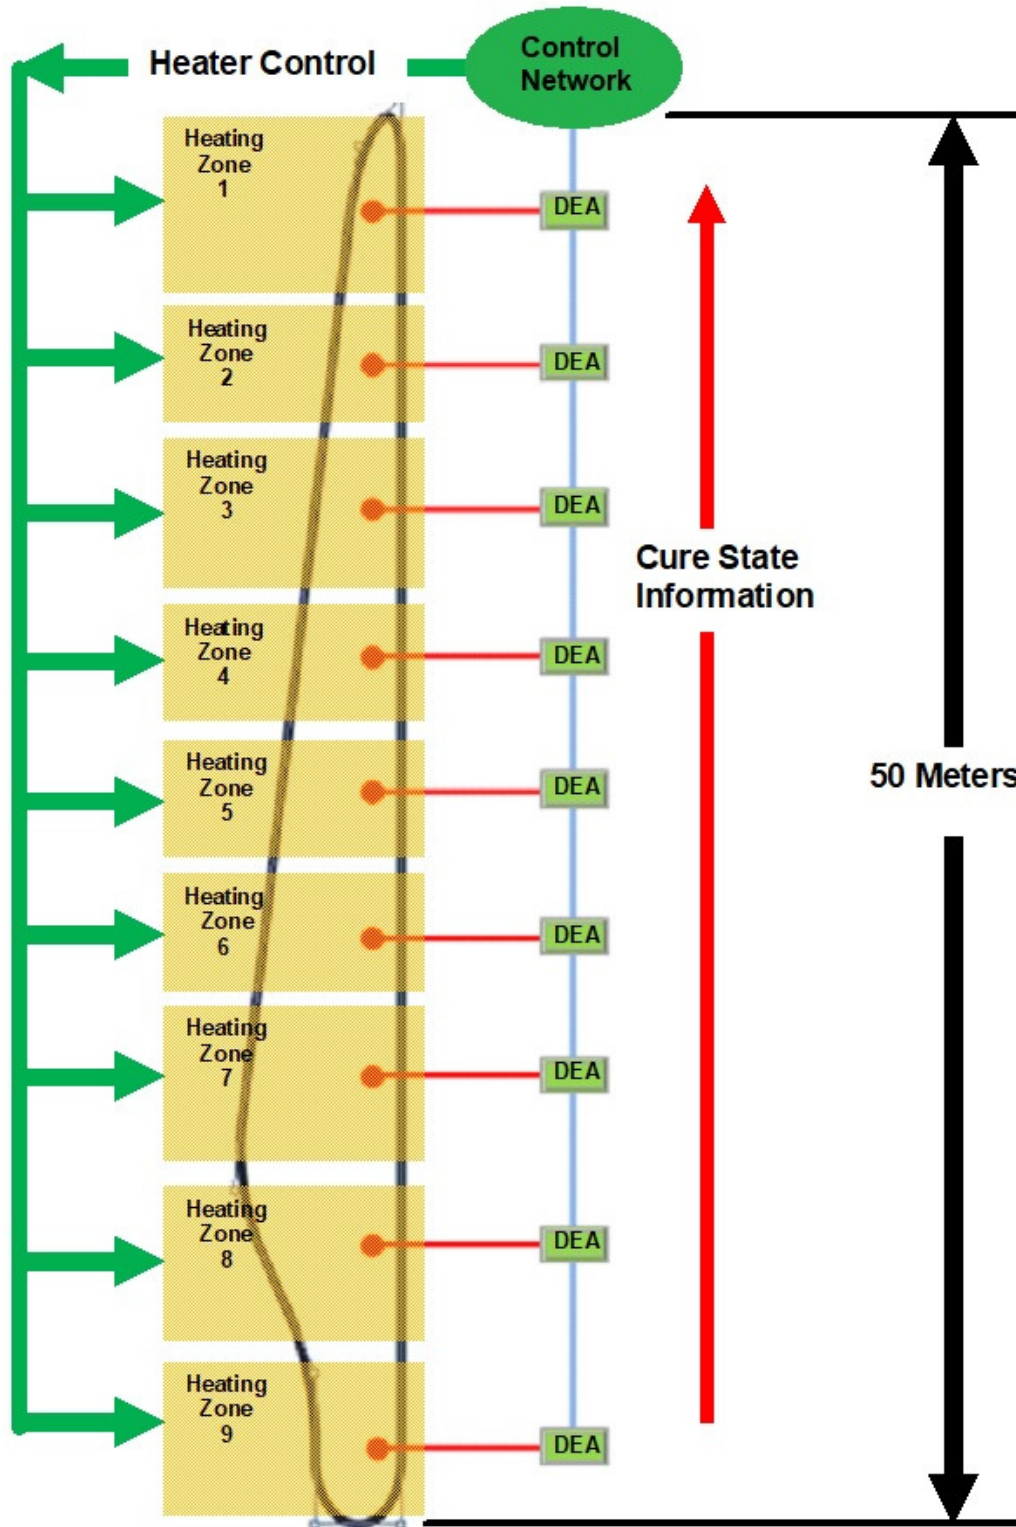 Heater Control
Control
Network
Heating
Zone
1
DEA
Heating
Zone
2
DEA
Heating
Zone
3
DEA
Cure State
Information
Heating
Zone
4
DEA
Heating
Zone
5
DEA
50 Meters
Heating
Zone
6
DEA
Heating
Zone
7
DEA
Heating
Zone
8
DEA
Heating
Zone
9
DEA